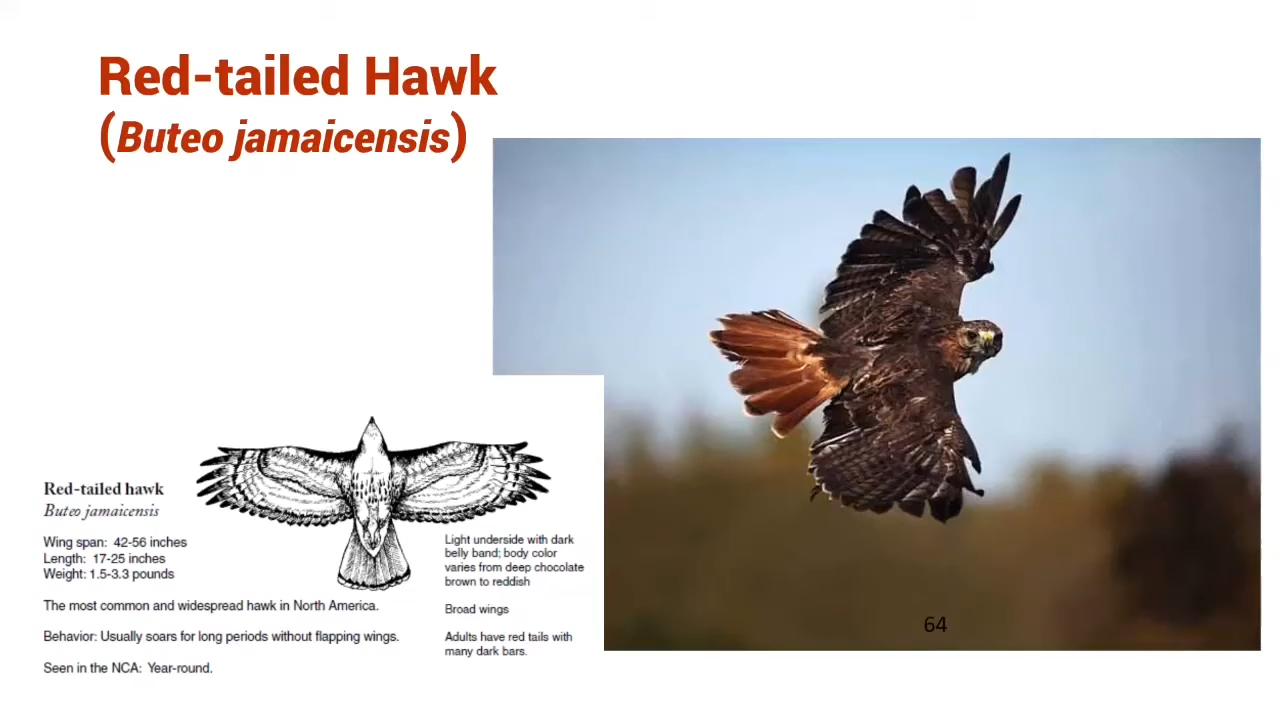 Red-tailed Hawk
(Buteo jamaicensis)
Red-tailed hawk
Buteo jamaicensis
Wing span: 42-56 inches
Length: 17-25 inches
Weight: 1.5-3.3 pounds
The most common and widespread hawk in North America.
Behavior: Usually soars for long periods without flapping wings.
Seen in the NCA: Year-round.
Light underside with dark
belly band; body color
varies from deep chocolate
brown to reddish
Broad wings
Adults have red tails with
many dark bars.
64